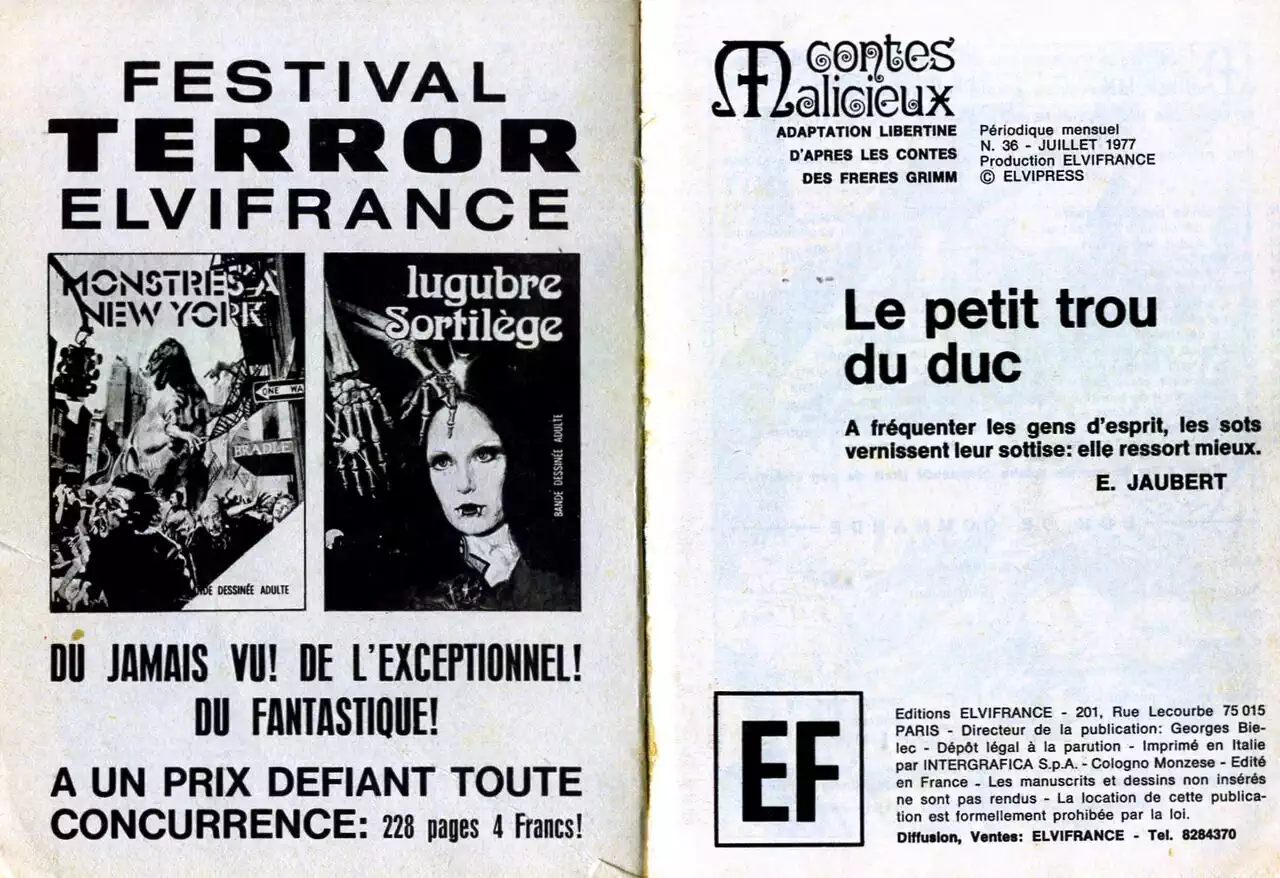 FESTIVAL
TERROR
ELVIFRANCE
MONSTRES A
NEW YORK
ONE WA
BRADLE
DESSINÉE ADULTE
lugubre
Sortilège
BANDE DESSINÉE ADULTE
DU JAMAIS VU! DE L'EXCEPTIONNEL!
DU FANTASTIQUE!
A UN PRIX DEFIANT TOUTE
CONCURRENCE: 228 pages 4 Francs!
contes
Malicieux
ADAPTATION LIBERTINE
D'APRES LES CONTES
DES FRERES GRIMM
Périodique mensuel
N. 36 - JUILLET 1977
Production ELVIFRANCE
© ELVIPRESS
Le petit trou
du duc
A fréquenter les gens d'esprit, les sots
vernissent leur sottise: elle ressort mieux.
E. JAUBERT
EF
Editions ELVIFRANCE - 201, Rue Lecourbe 75 015
PARIS - Directeur de la publication: Georges Bie-
lec - Dépôt légal à la parution - Imprimé en Italie
par INTERGRAFICA S.p.A. - Cologno Monzese - Edité
en France - Les manuscrits et dessins non insérés
ne sont pas rendus - La location de cette publica-
tion est formellement prohibée par la loi.
Diffusion, Ventes: ELVIFRANCE - Tel. 8284370